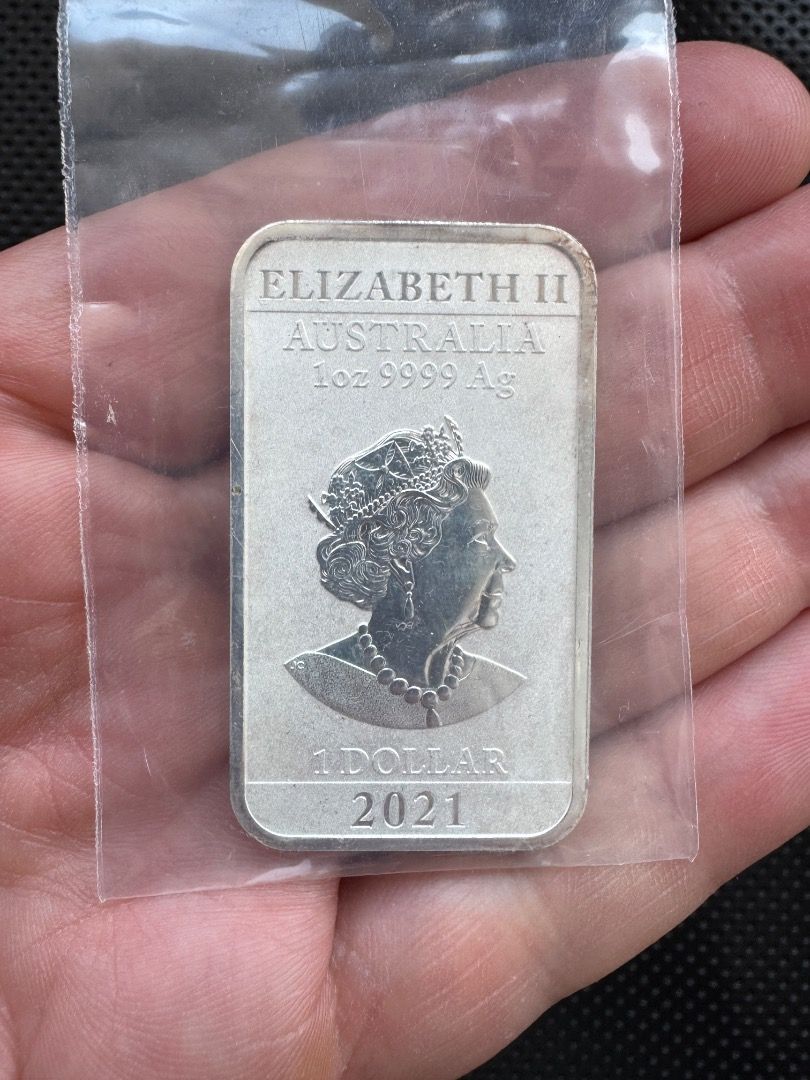 ELIZABETH II
AUSTRALIA
1oz 9999 Ag
JC
1 DOLLAR
2021